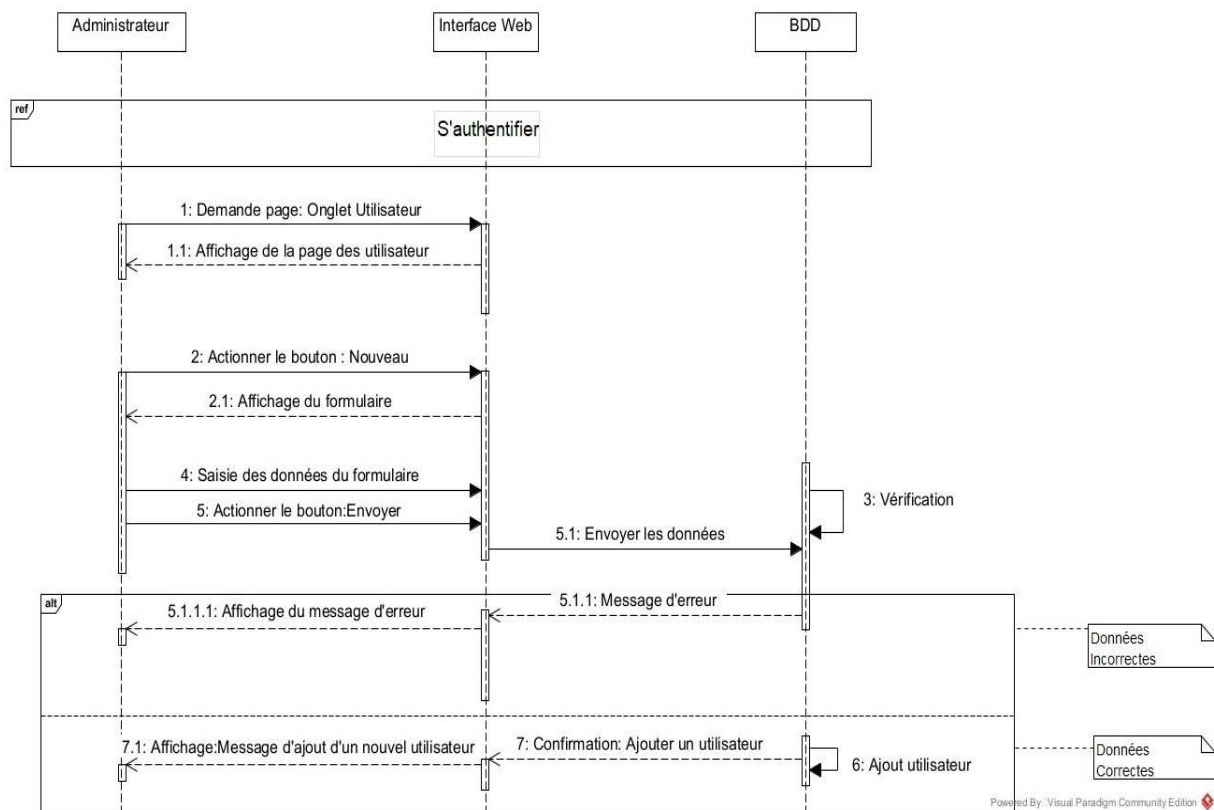 Administrateur
Interface Web
BDD
ref
S'authentifier
1: Demande page: Onglet Utilisateur
1.1: Affichage de la page des utilisateur
2: Actionner le bouton : Nouveau
2.1: Affichage du formulaire
4: Saisie des données du formulaire
3: Vérification
5: Actionner le bouton:Envoyer
5.1: Envoyer les données
alt
5.1.1: Message d'erreur
5.1.1.1: Affichage du message d'erreur
Données
Incorrectes
7: Confirmation: Ajouter un utilisateur
7.1: Affichage:Message d'ajout d'un nouvel utilisateur
6: Ajout utilisateur
Données
Correctes
Powered By: Visual Paradigm Community Edition